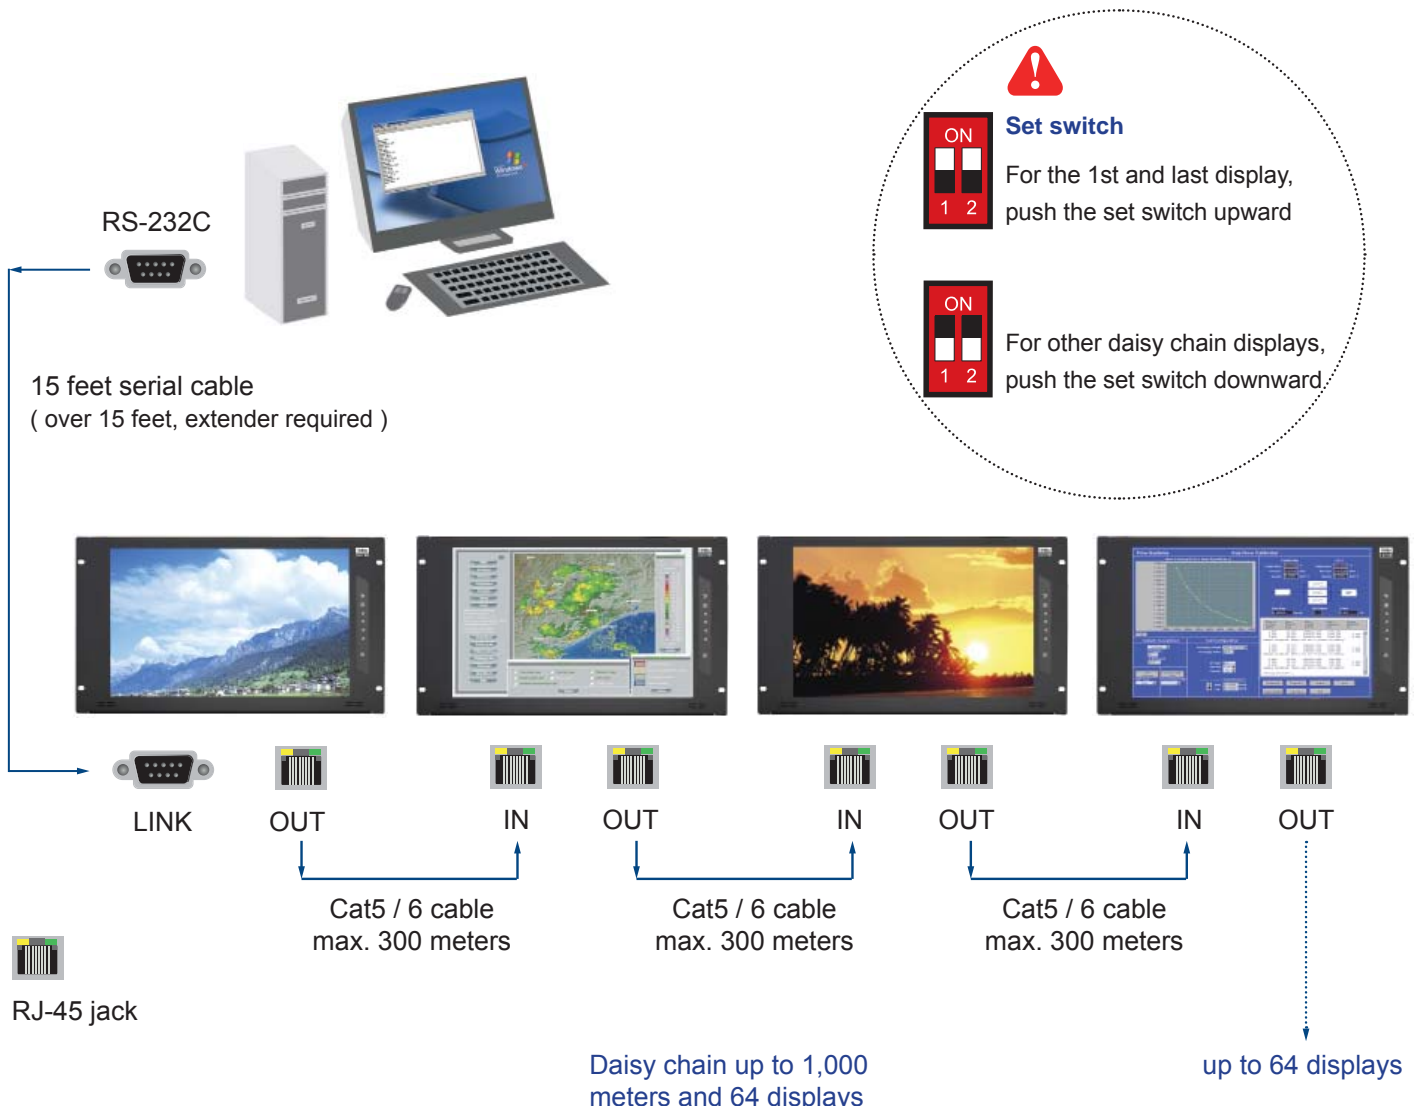 Set switch
ON
1 2
For the 1st and last display,
push the set switch upward
ON
1 2
For other daisy chain displays,
push the set switch downward.
RS-232C
Windows
15 feet serial cable
( over 15 feet, extender required )
LINK
OUT
IN
OUT
IN
OUT
IN
OUT
Cat5 / 6 cable
max. 300 meters
Cat5 / 6 cable
max. 300 meters
Cat5 / 6 cable
max. 300 meters
RJ-45 jack
Daisy chain up to 1,000
meters and 64 displays
up to 64 displays